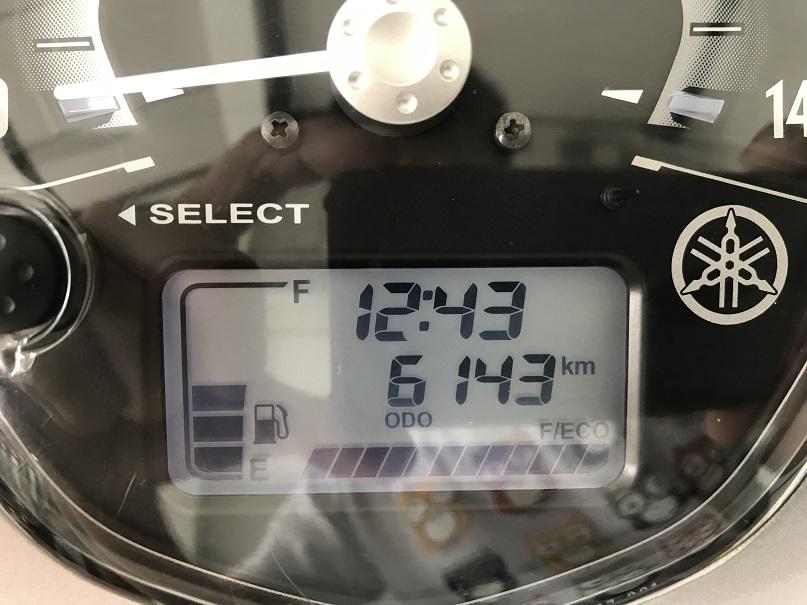 14
◀ SELECT
F 12:43
6143 km
ODO
F/ECO
E